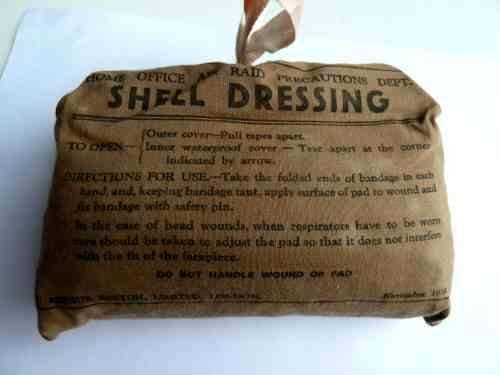 HOME OFFICE AIR RAID PRECAUTIONS DEPT.
SHELL DRESSING
Outer cover—Pull tapes apart.
TO OPEN— Inner waterproof cover — Tear apart at the corner
indicated by arrow.
DIRECTIONS FOR USE.—Take the folded ends of bandage in each
hand, and, keeping bandage taut, apply surface of pad to wound and
fix bandage with safety pin.
In the case of head wounds, when respirators have to be worn
care should be taken to adjust the pad so that it does not interfere
with the fit of the facepiece.
DO NOT HANDLE WOUND OR PAD
LIMITED, LONDON. November